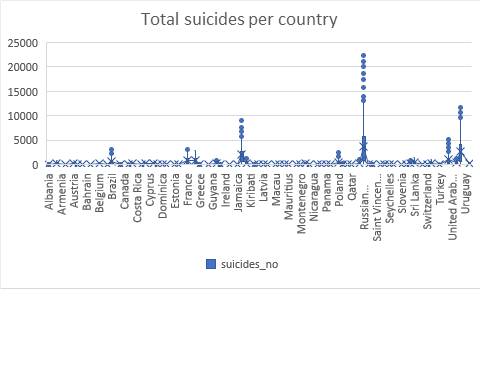 Total suicides per country
25000
20000
15000
10000
5000
0
Albania
Armenia
Austria
Bahrain
Belgium
Brazil
Canada
Costa Rica
Cyprus
Dominica
Estonia
France
Greece
Guyana
Ireland
Jamaica
Kiribati
Latvia
Macau
Mauritius
Montenegro
Nicaragua
Panama
Poland
Qatar
Russian...
Saint Vincen...
Seychelles
Slovenia
Sri Lanka
Switzerland
Turkey
United Arab...
Uruguay
suicides_no